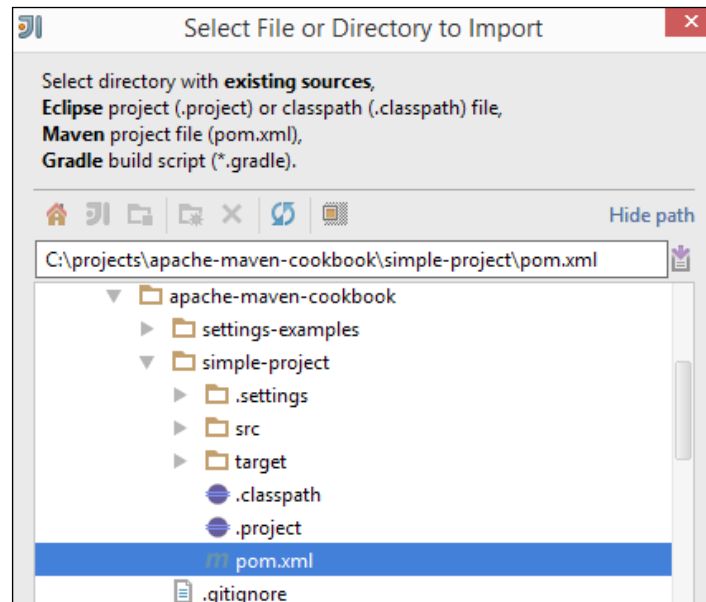 Select File or Directory to Import
Select directory with existing sources,
Eclipse project (.project) or classpath (.classpath) file,
Maven project file (pom.xml),
Gradle build script (*.gradle).
Hide path
C:\projects\apache-maven-cookbook\simple-project\pom.xml
apache-maven-cookbook
settings-examples
simple-project
.settings
src
target
.classpath
.project
pom.xml
.gitignore